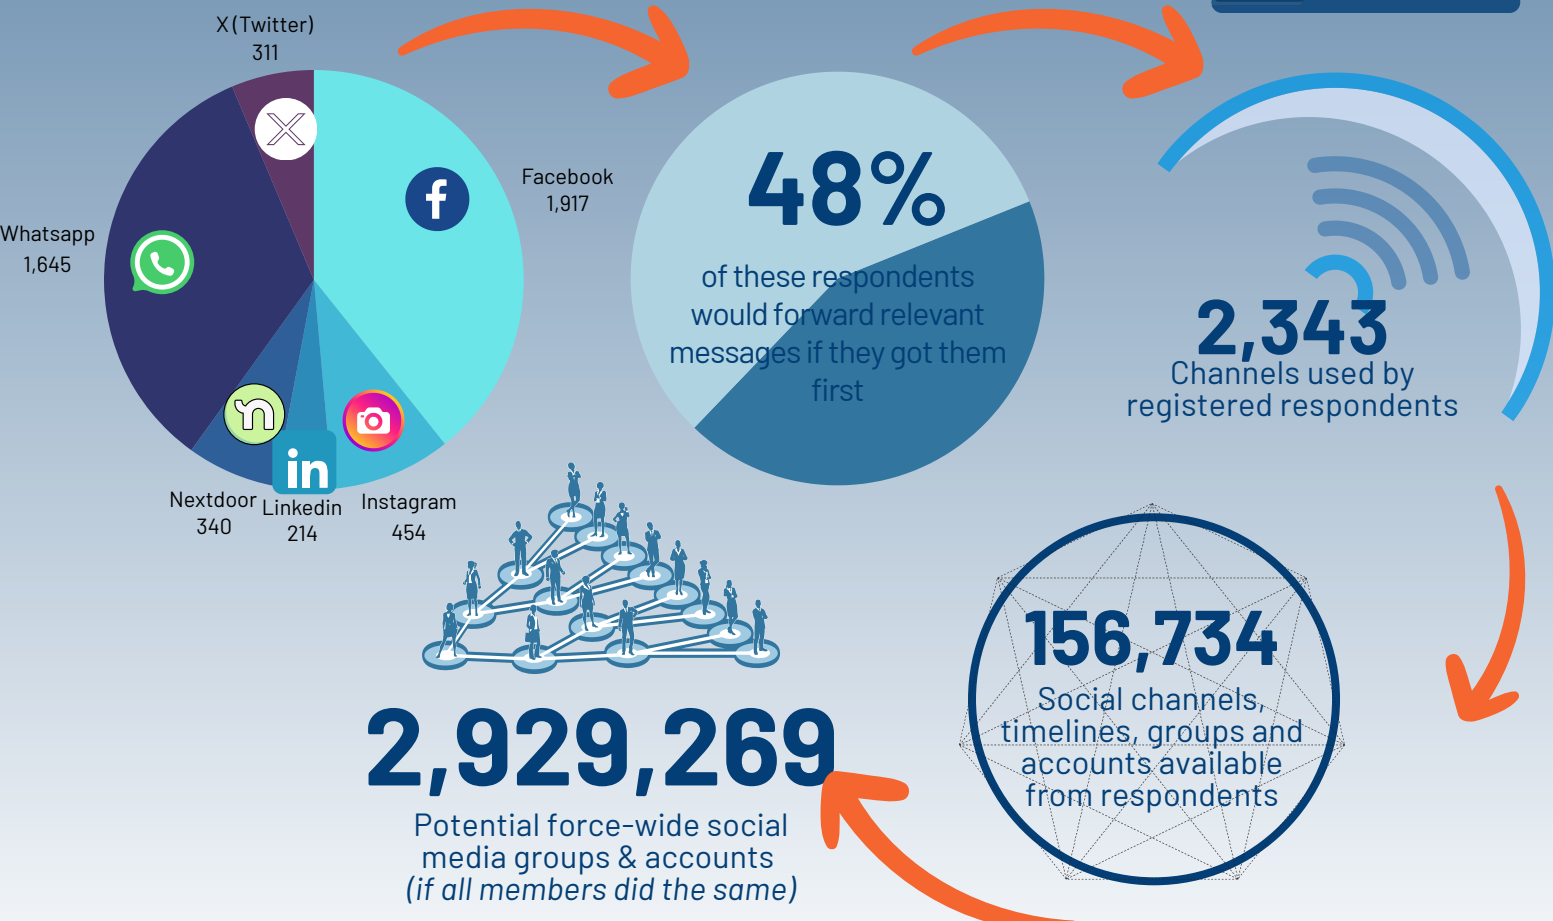 X (Twitter)
311
Facebook
1,917
Whatsapp
1,645
Nextdoor
340
Linkedin
214
Instagram
454
in
48%
of these respondents
would forward relevant
messages if they got them
first
2,343
Channels used by
registered respondents
156,734
Social channels,
timelines, groups and
accounts available
from respondents
2,929,269
Potential force-wide social
media groups & accounts
(if all members did the same)